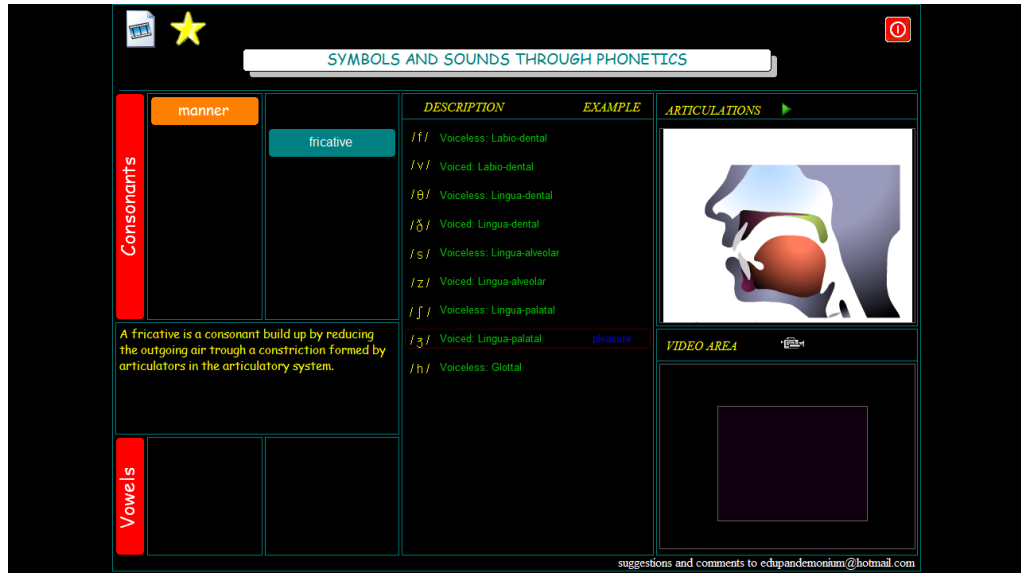 SYMBOLS AND SOUNDS THROUGH PHONETICS
Consonants
manner
fricative
A fricative is a consonant build up by reducing
the outgoing air trough a constriction formed by
articulators in the articulatory system.
Vowels
DESCRIPTION EXAMPLE
/f/ Voiceless: Labio-dental
/v/ Voiced: Labio-dental
/θ/ Voiceless: Lingua-dental
/ð/ Voiced: Lingua-dental
/s/ Voiceless: Lingua-alveolar
/z/ Voiced: Lingua-alveolar
/ʃ/ Voiceless: Lingua-palatal
/ʒ/ Voiced: Lingua-palatal pleasure
/h/ Voiceless: Glottal
ARTICULATIONS
VIDEO AREA
suggestions and comments to edupandemonium@hotmail.com